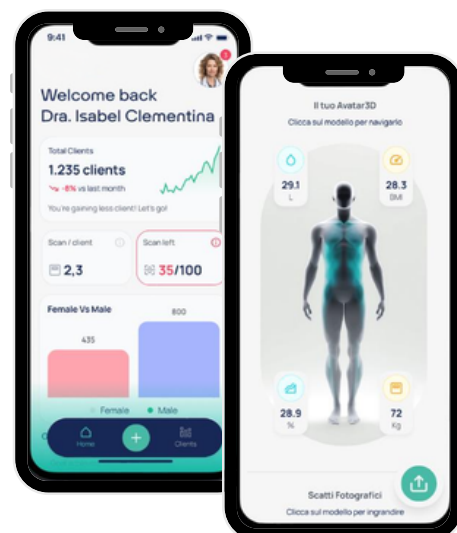 9:41
1
Welcome back
Dra. Isabel Clementina
Total Clients
1.235 clients
-8% vs last month
You're gaining less client! Let's go!
Scan / client
2,3
Scan left
35/100
Female Vs Male
435
800
Female
Male
Home
+
Clients
Il tuo Avatar3D
Clicca sul modello per navigarlo
29.1
L
28.3
BMI
28.9
%
72
Kg
Scatti Fotografici
Clicca sul modello per ingrandire